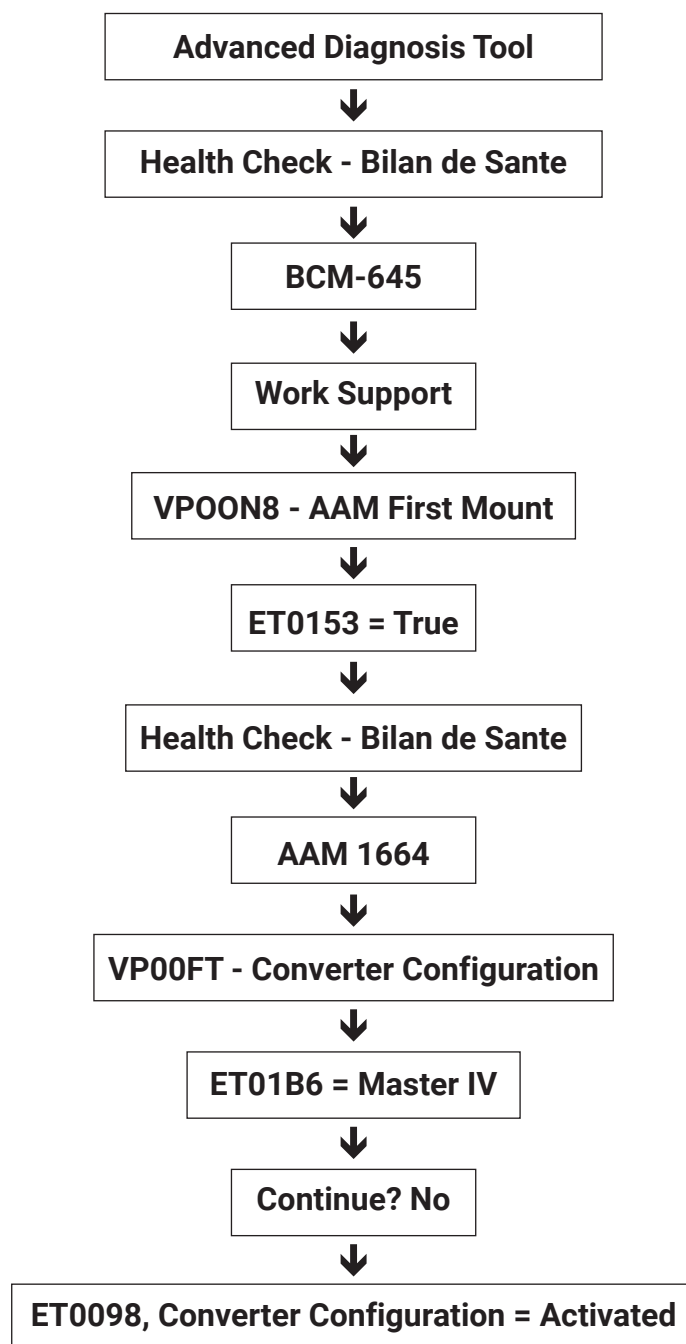 Advanced Diagnosis Tool
Health Check - Bilan de Sante
BCM-645
Work Support
VPOON8 - AAM First Mount
ET0153 = True
Health Check - Bilan de Sante
AAM 1664
VP00FT - Converter Configuration
ET01B6 = Master IV
Continue? No
ET0098, Converter Configuration = Activated